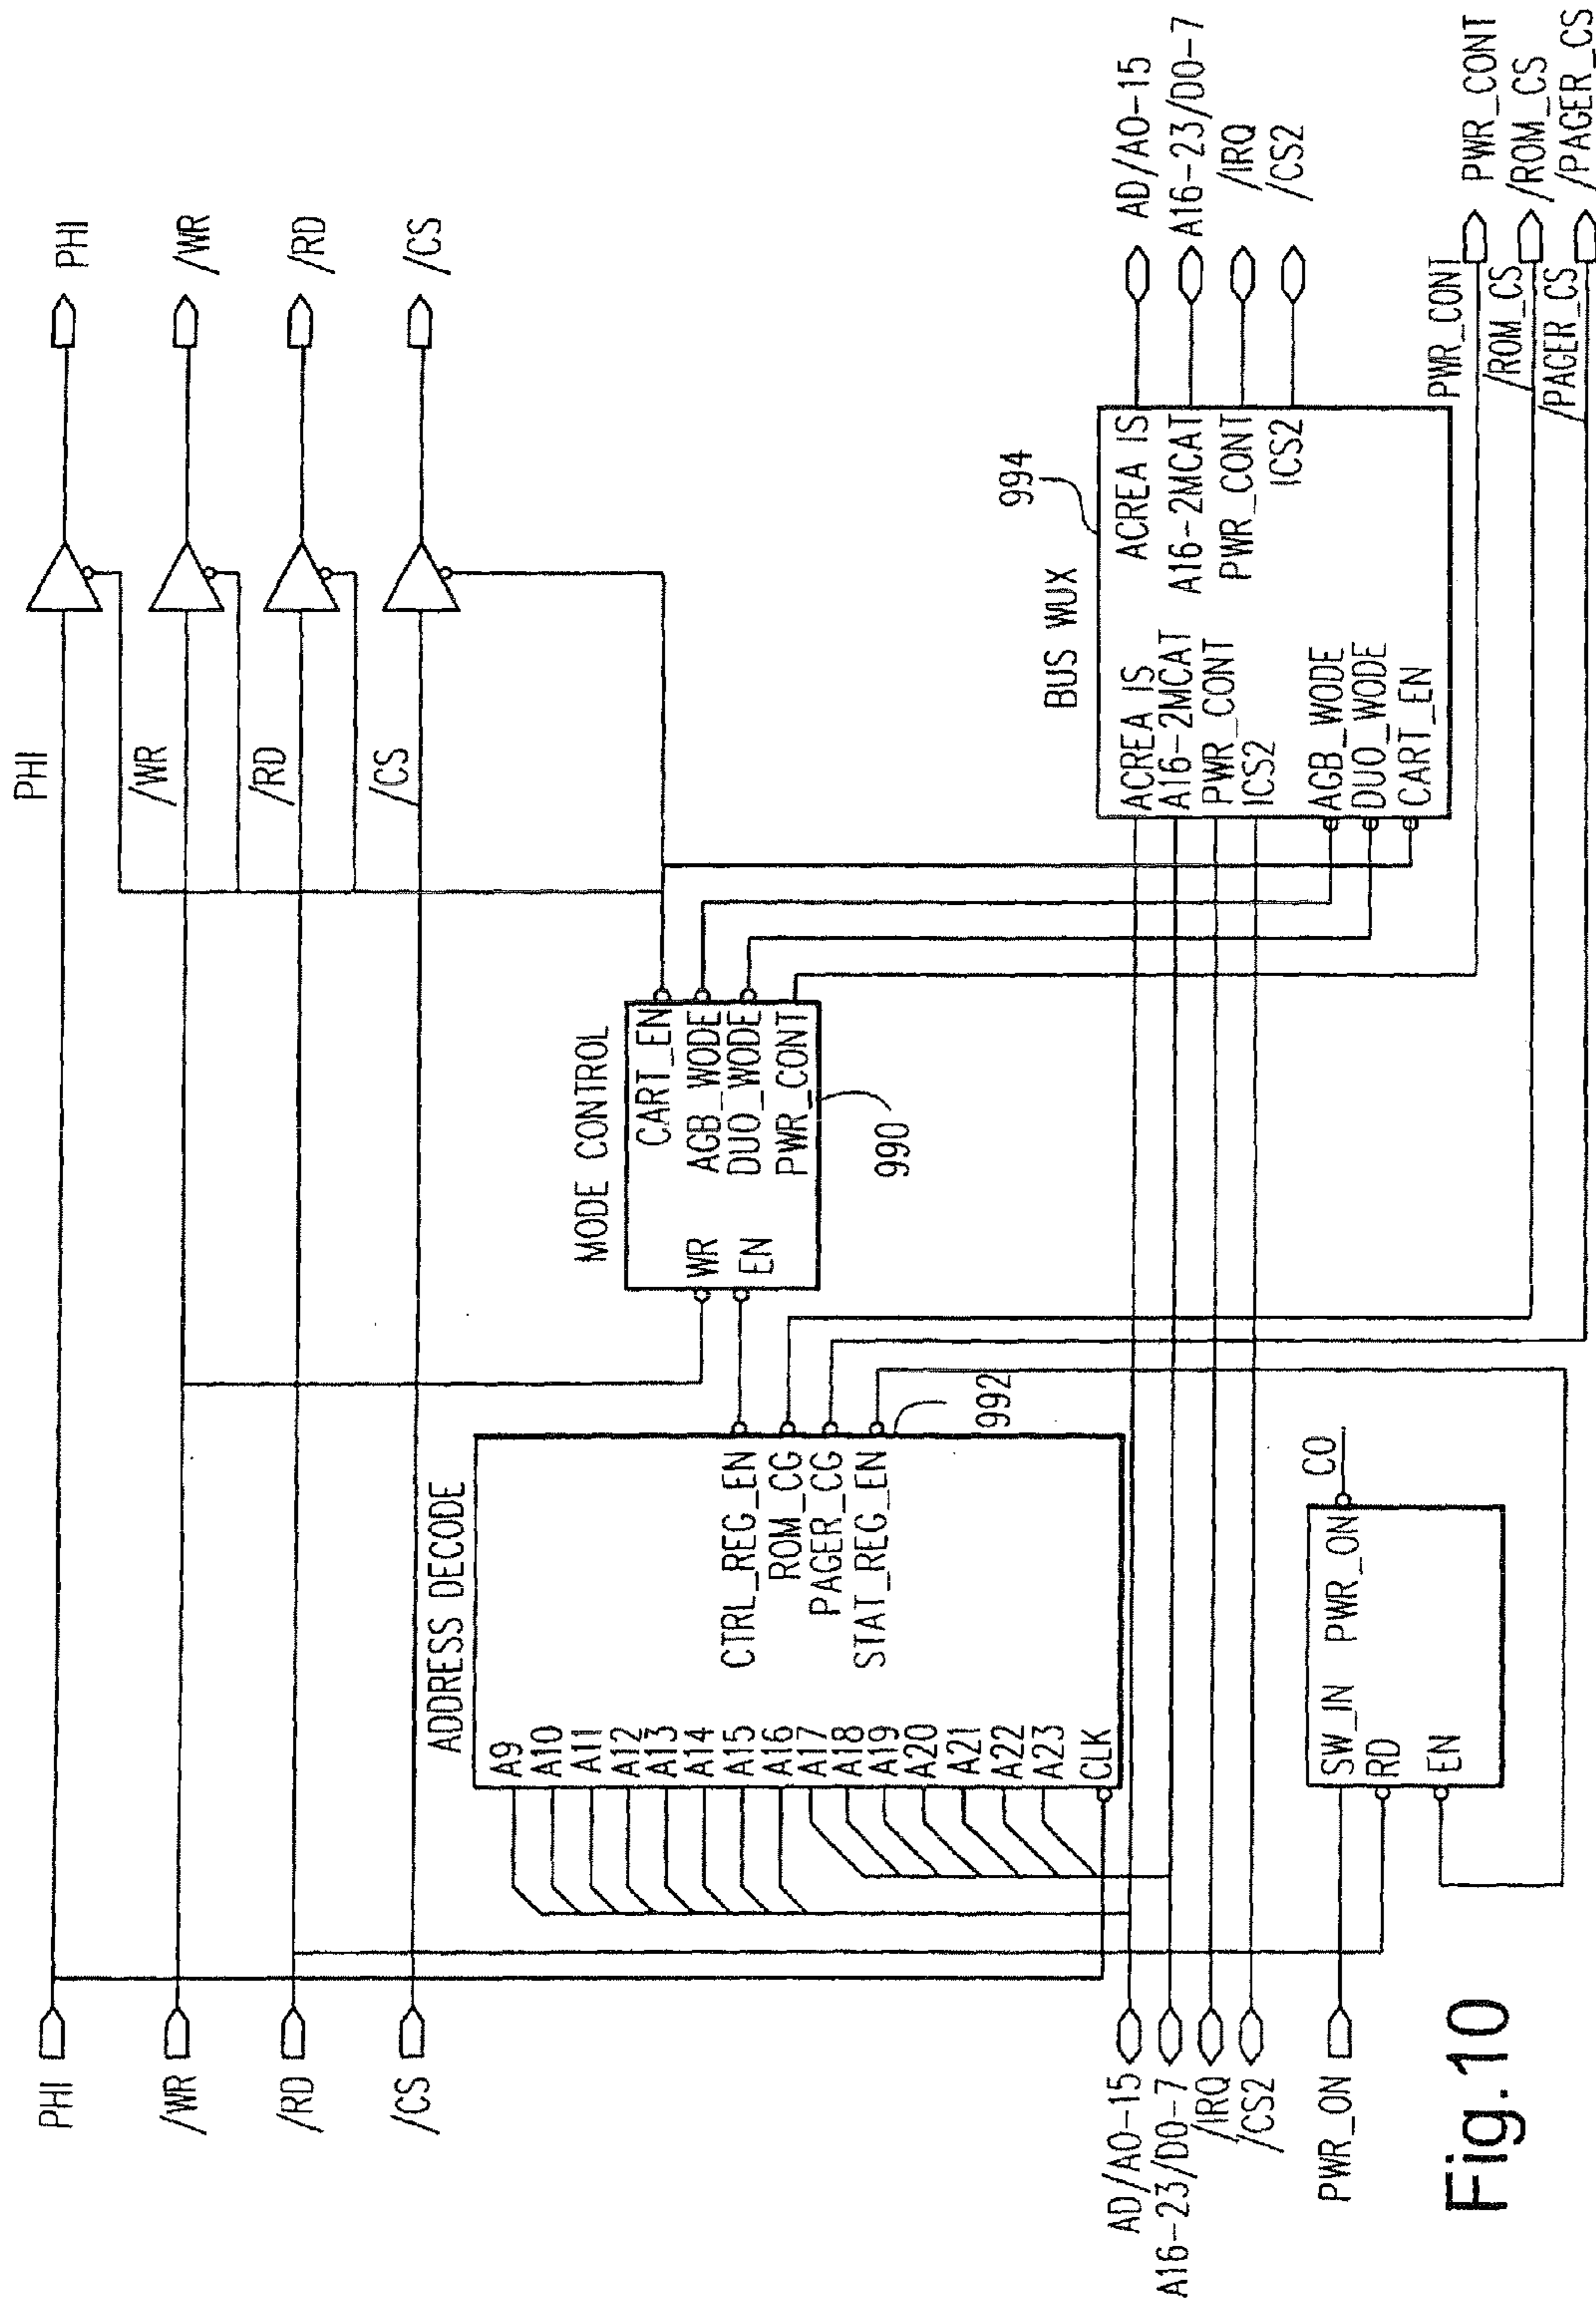 PHI
/WR
/RD
/CS
PHI
/WR
/RD
/CS
PHI
/WR
/RD
/CS
MODE CONTROL
WR
EN
CART_EN
AGB_WODE
DUO_WODE
PWR_CONT
990
ADDRESS DECODE
A9
A10
A11
A12
A13
A14
A15
A16
A17
A18
A19
A20
A21
A22
A23
CLK
CTRL_REG_EN
ROM_CG
PAGER_CG
STAT_REG_EN
992
BUS WUX
994
ACREA IS
A16-2MCAT
PWR_CONT
ICS2
AGB_WODE
DUO_WODE
CART_EN
ACREA IS
A16-2MCAT
PWR_CONT
ICS2
AD/A0-15
A16-23/D0-7
/IRQ
/CS2
AD/A0-15
A16-23/D0-7
/IRQ
/CS2
PWR_ON
SW_IN PWR_ON
RD
EN
CO
PWR_CONT
/ROM_CS
/PAGER_CS
PWR_CONT
/ROM_CS
/PAGER_CS
Fig.10